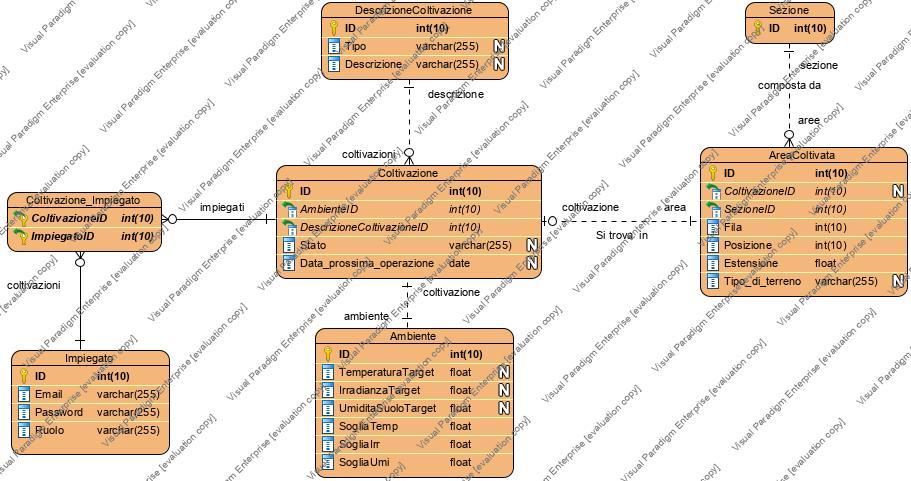 DescrizioneColtivazione
ID int(10)
Tipo varchar(255) N
Descrizione varchar(255) N
Sezione
ID int(10)
descrizione
coltivazioni
sezione
composta da
aree
Coltivazione
ID int(10)
AmbienteID int(10)
DescrizioneColtivazioneID int(10)
Stato varchar(255) N
Data_prossima_operazione date N
AreaColtivata
ID int(10)
ColtivazioneID int(10) N
SezioneID int(10)
Fila int(10)
Posizione int(10)
Estensione float
Tipo_di_terreno varchar(255) N
Coltivazione_Impiegato
ColtivazioneID int(10)
ImpiegatoID int(10)
impiegati
coltivazione area
Si trova in
coltivazioni
coltivazione
ambiente
Impiegato
ID int(10)
Email varchar(255)
Password varchar(255)
Ruolo varchar(255)
Ambiente
ID int(10)
TemperaturaTarget float N
IrradianzaTarget float N
UmiditaSuoloTarget float N
SogliaTemp float
SogliaIrr float
SogliaUmi float
Visual Paradigm Enterprise [evaluation copy]